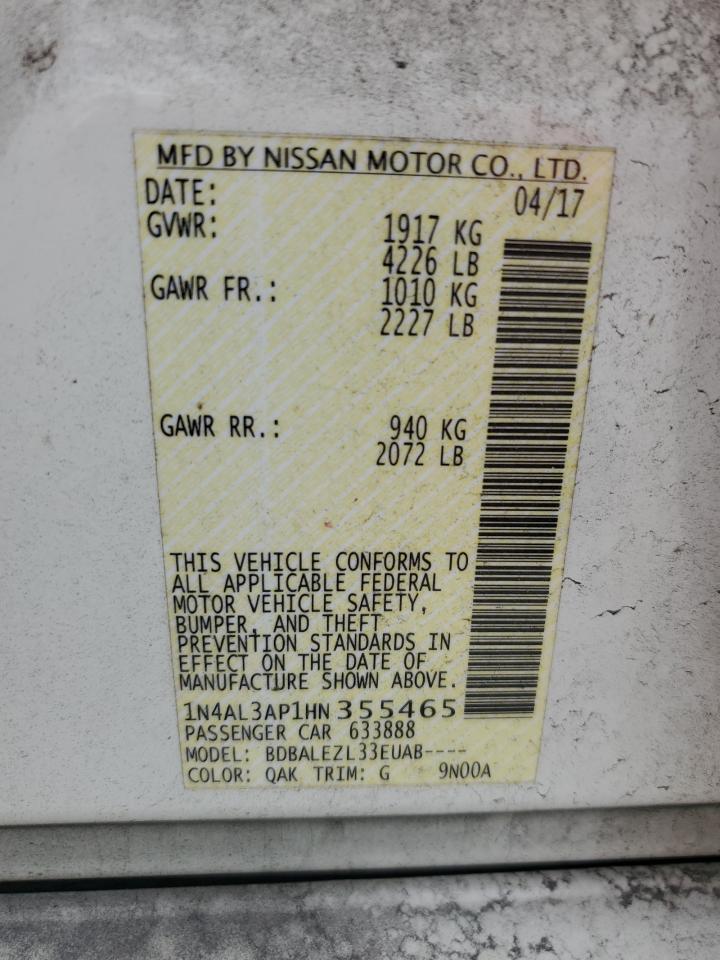 MFD BY NISSAN MOTOR CO., LTD.
DATE: 04/17
GVWR: 1917 KG
4226 LB
GAWR FR.: 1010 KG
2227 LB
GAWR RR.: 940 KG
2072 LB
THIS VEHICLE CONFORMS TO
ALL APPLICABLE FEDERAL
MOTOR VEHICLE SAFETY,
BUMPER, AND THEFT
PREVENTION STANDARDS IN
EFFECT ON THE DATE OF
MANUFACTURE SHOWN ABOVE.
1N4AL3AP1HN355465
PASSENGER CAR 633888
MODEL: BDBALEZL33EUAB----
COLOR: QAK TRIM: G 9N00A